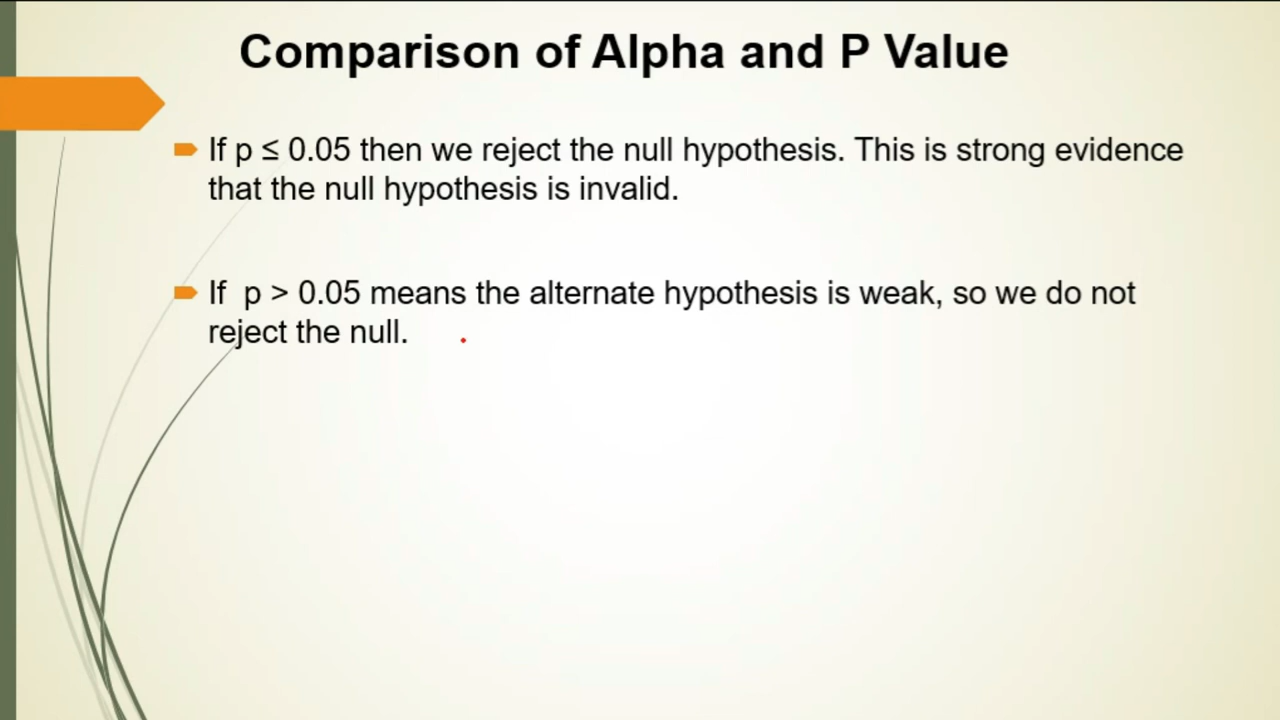 Comparison of Alpha and P Value
If p ≤ 0.05 then we reject the null hypothesis. This is strong evidence
that the null hypothesis is invalid.
If  p > 0.05 means the alternate hypothesis is weak, so we do not
reject the null.